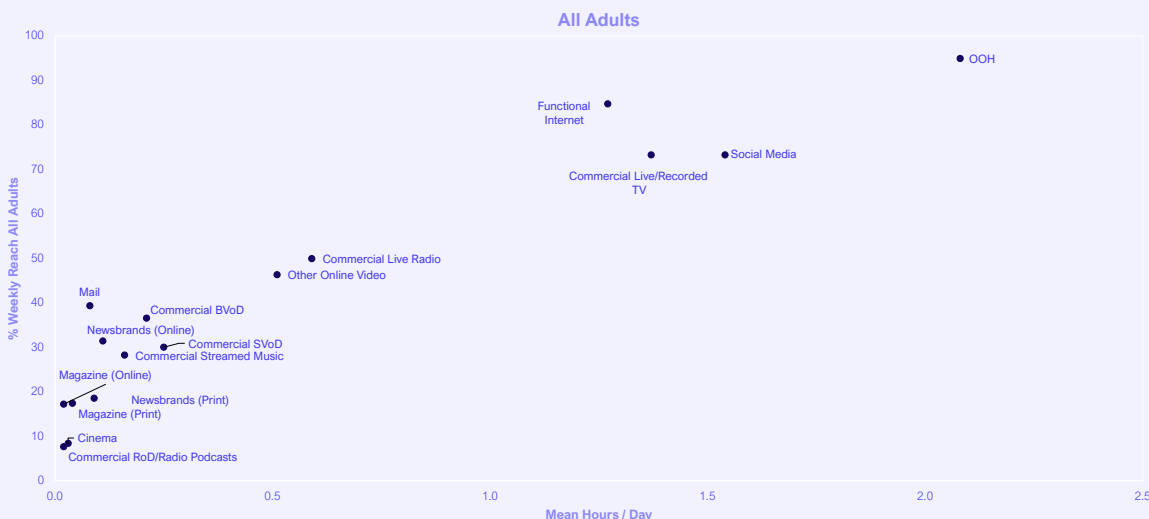 All Adults
100
90
80
70
60
50
40
30
20
10
0
% Weekly Reach All Adults
OOH
Functional
Internet
Social Media
Commercial Live/Recorded
TV
Commercial Live Radio
Other Online Video
Mail
Commercial BVoD
Newsbrands (Online)
Commercial SVoD
Commercial Streamed Music
Magazine (Online)
Newsbrands (Print)
Magazine (Print)
Cinema
Commercial RoD/Radio Podcasts
0.0
0.5
1.0
1.5
2.0
2.5
Mean Hours / Day